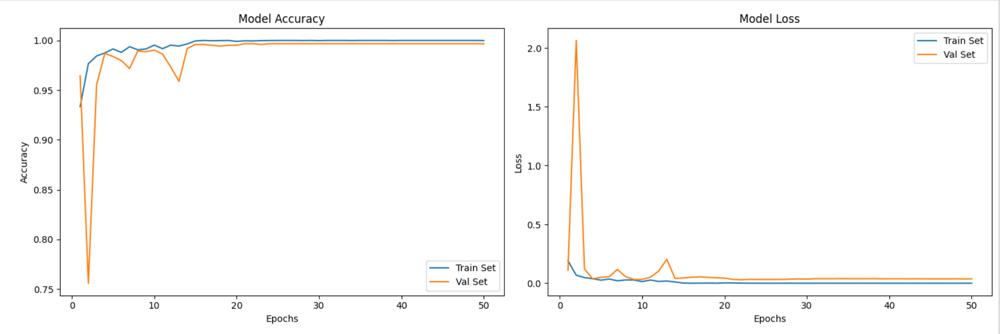 Model Accuracy
Accuracy
1.00
0.95
0.90
0.85
0.80
0.75
0 10 20 30 40 50
Epochs
Train Set
Val Set
Model Loss
Loss
2.0
1.5
1.0
0.5
0.0
0 10 20 30 40 50
Epochs
Train Set
Val Set